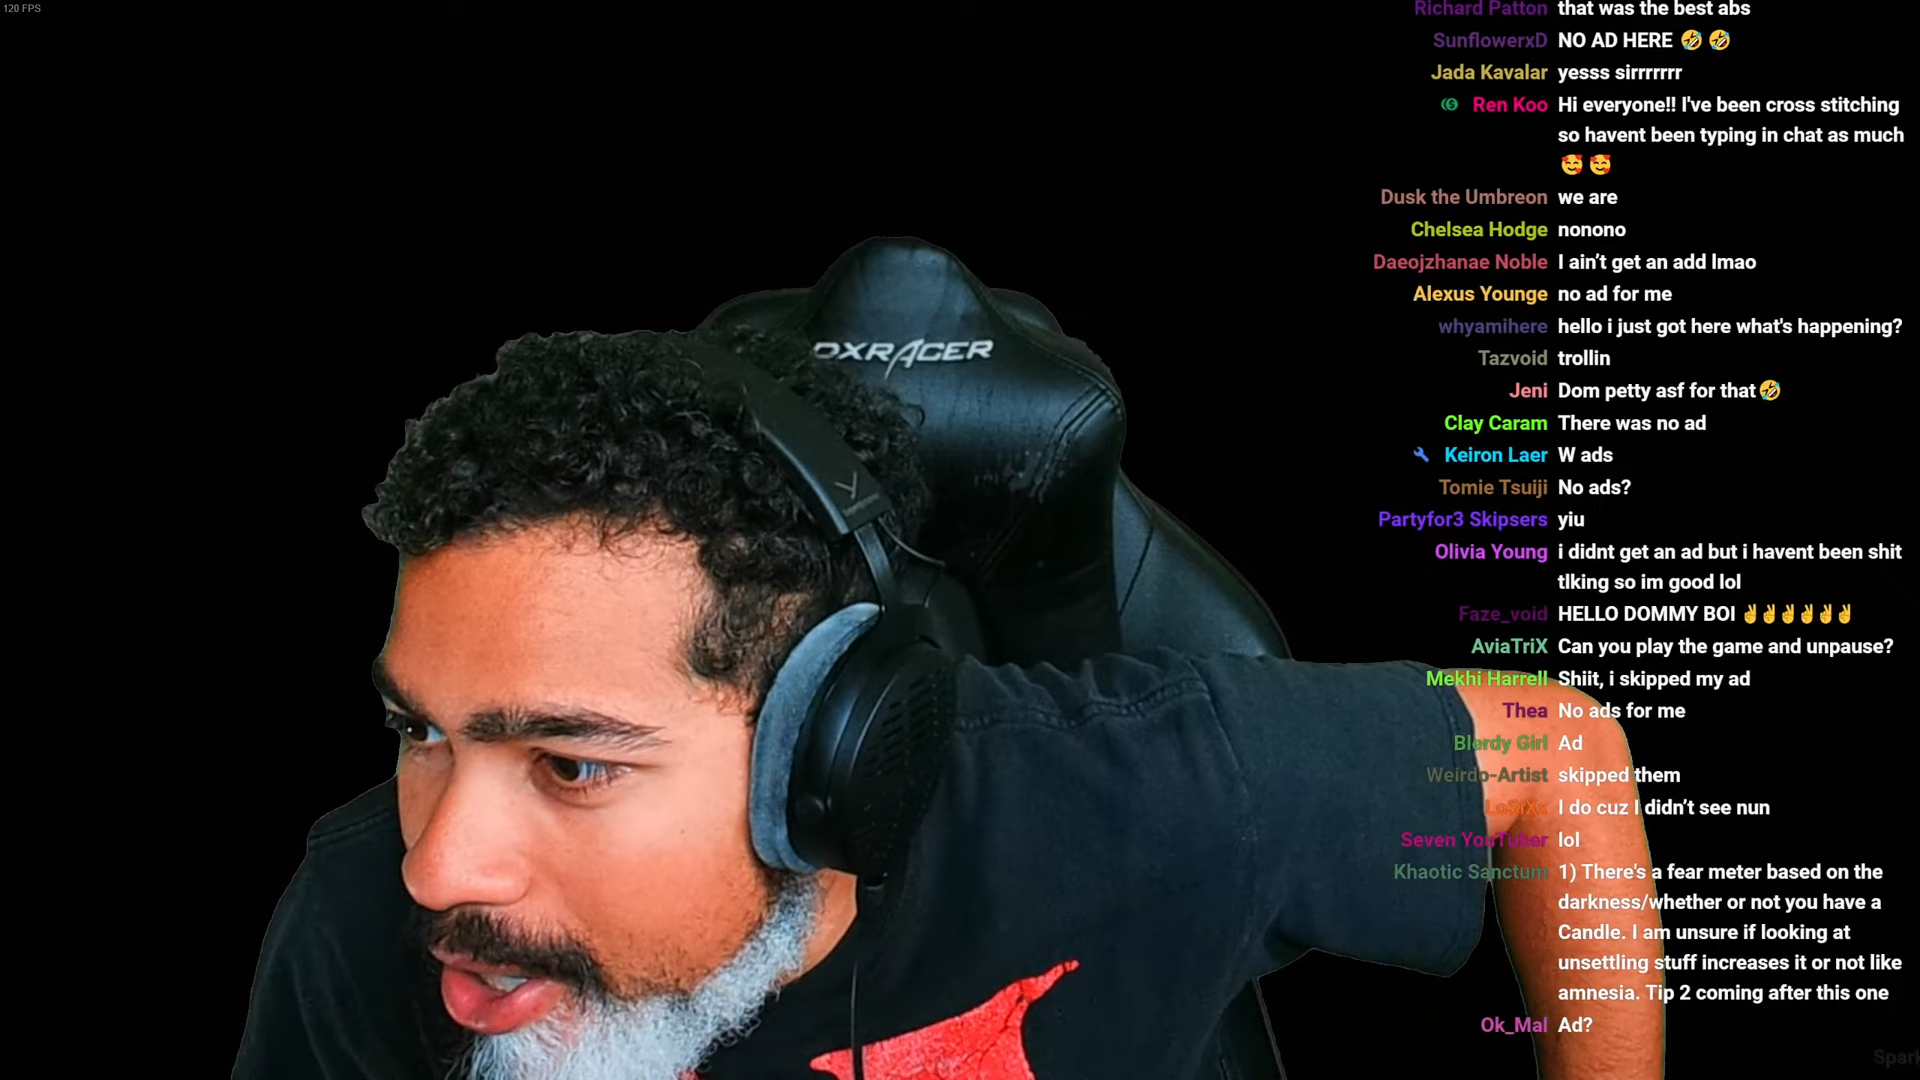 120 FPS
Richard Patton that was the best abs
SunflowerxD NO AD HERE 🤣 🤣
Jada Kavalar yesss sirrrrrrr
Ren Koo Hi everyone!! I've been cross stitching
so havent been typing in chat as much
🥰 🥰
Dusk the Umbreon we are
Chelsea Hodge nonono
Daeojzhanae Noble I ain’t get an add lmao
Alexus Younge no ad for me
whyamihere hello i just got here what's happening?
Tazvoid trollin
Jeni Dom petty asf for that🤣
Clay Caram There was no ad
Keiron Laer W ads
Tomie Tsuiji No ads?
Partyfor3 Skipsers yiu
Olivia Young i didnt get an ad but i havent been shit
tlking so im good lol
Faze_void HELLO DOMMY BOI ✌✌✌✌✌✌
AviaTriX Can you play the game and unpause?
Mekhi Harrell Shiit, i skipped my ad
Thea No ads for me
Blerdy Girl Ad
Weirdo-Artist skipped them
LoSiXx I do cuz I didn’t see nun
Seven YouTuber lol
Khaotic Sanctum 1) There's a fear meter based on the
darkness/whether or not you have a
Candle. I am unsure if looking at
unsettling stuff increases it or not like
amnesia. Tip 2 coming after this one
Ok_Mal Ad?
Spark
DXRACER